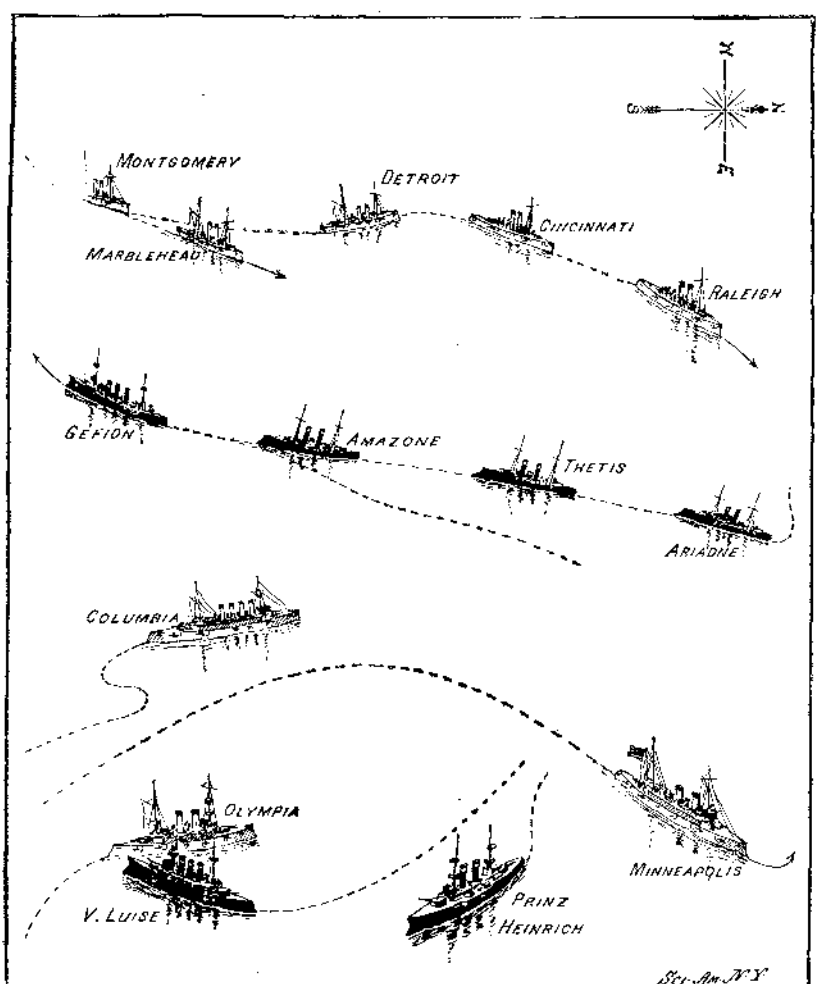 W
S
N
E
MONTGOMERY
DETROIT
CINCINNATI
MARBLEHEAD
RALEIGH
GEFION
AMAZONE
THETIS
ARIADNE
COLUMBIA
OLYMPIA
MINNEAPOLIS
V. LUISE
PRINZ
HEINRICH
SCI. AM. N.Y.